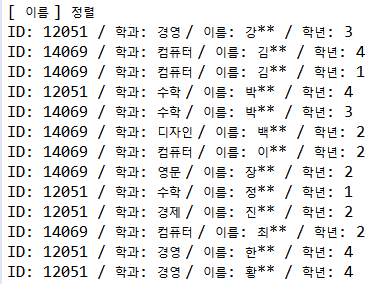 [ 이름 ] 정렬
ID: 12051 / 학과: 경영 / 이름: 강** / 학년: 3
ID: 14069 / 학과: 컴퓨터 / 이름: 김** / 학년: 4
ID: 14069 / 학과: 컴퓨터 / 이름: 김** / 학년: 1
ID: 12051 / 학과: 수학 / 이름: 박** / 학년: 4
ID: 14069 / 학과: 수학 / 이름: 박** / 학년: 3
ID: 14069 / 학과: 디자인 / 이름: 백** / 학년: 2
ID: 14069 / 학과: 컴퓨터 / 이름: 이** / 학년: 2
ID: 14069 / 학과: 영문 / 이름: 장** / 학년: 2
ID: 12051 / 학과: 수학 / 이름: 정** / 학년: 1
ID: 12051 / 학과: 경제 / 이름: 진** / 학년: 2
ID: 14069 / 학과: 컴퓨터 / 이름: 최** / 학년: 2
ID: 12051 / 학과: 경영 / 이름: 한** / 학년: 4
ID: 12051 / 학과: 경영 / 이름: 황** / 학년: 4